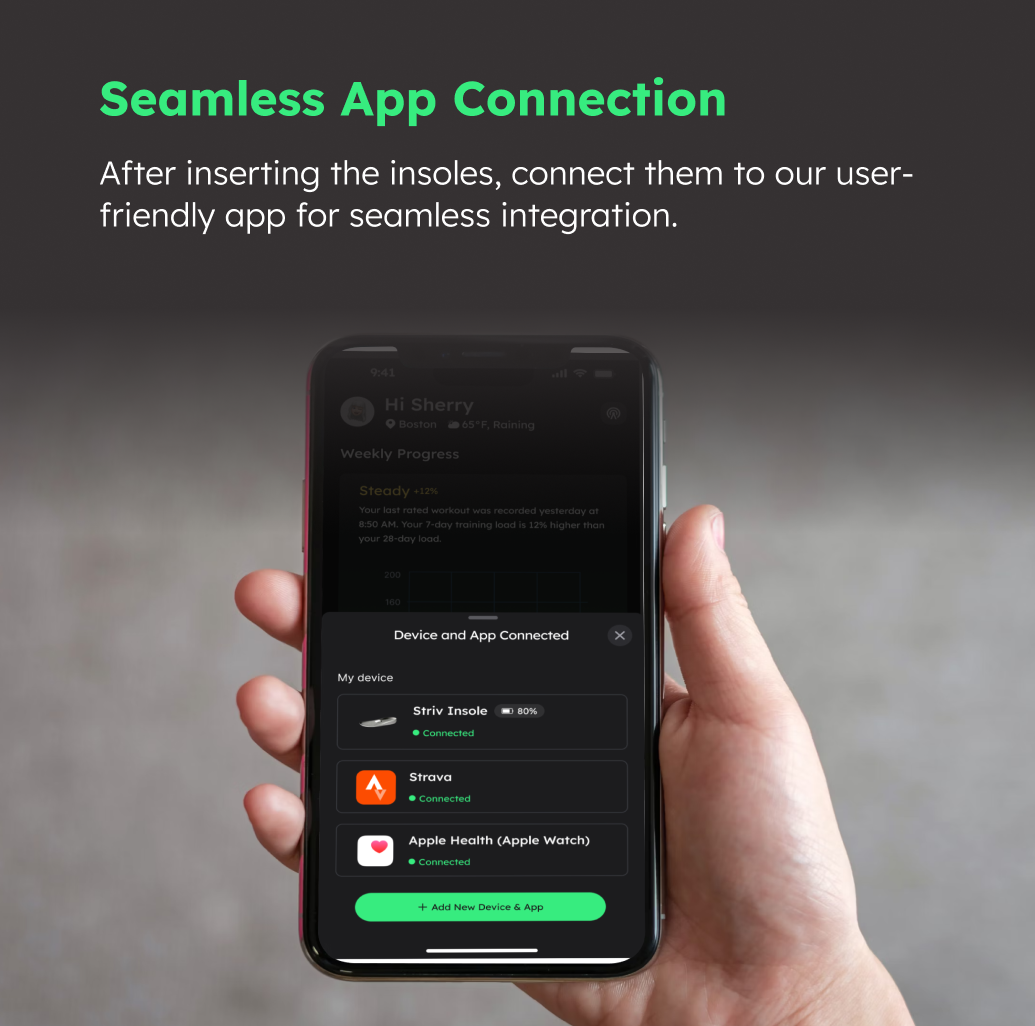 Seamless App Connection
After inserting the insoles, connect them to our user-
friendly app for seamless integration.
9:41
Hi Sherry
Boston 65°F, Raining
Weekly Progress
Steady +12%
Your last rated workout was recorded yesterday at
8:50 AM. Your 7-day training load is 12% higher than
your 28-day load.
200
160
Device and App Connected
My device
Striv Insole 80%
Connected
Strava
Connected
Apple Health (Apple Watch)
Connected
+ Add New Device & App